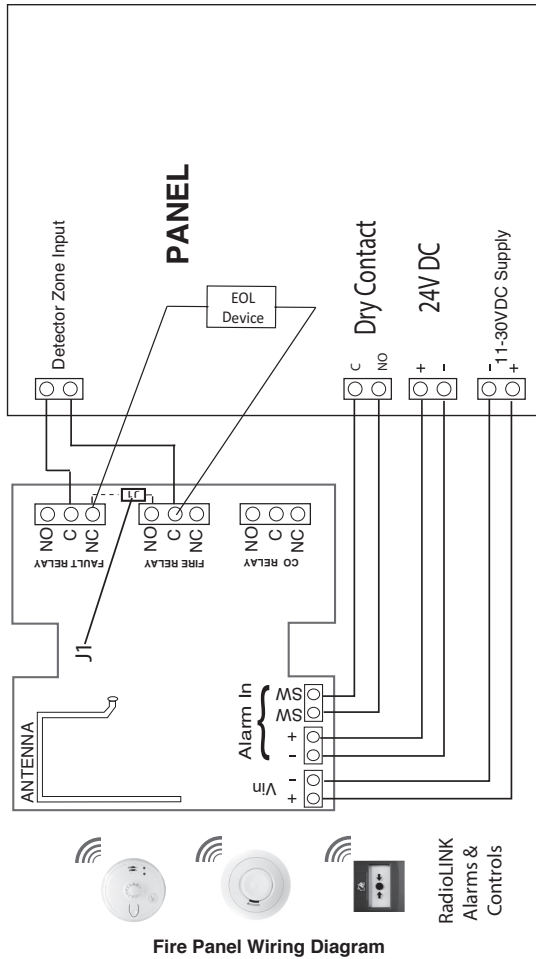 Detector Zone Input
PANEL
EOL
Device
Dry Contact
C
NO
24V DC
+
-
11-30VDC Supply
-
+
NO
C
NC
FAULT RELAY
J1
NO
C
NC
FIRE RELAY
NO
C
NC
CO RELAY
J1
ANTENNA
Alarm In
SW
SW
+
-
Vin
-
+
RadioLINK
Alarms &
Controls
Fire Panel Wiring Diagram